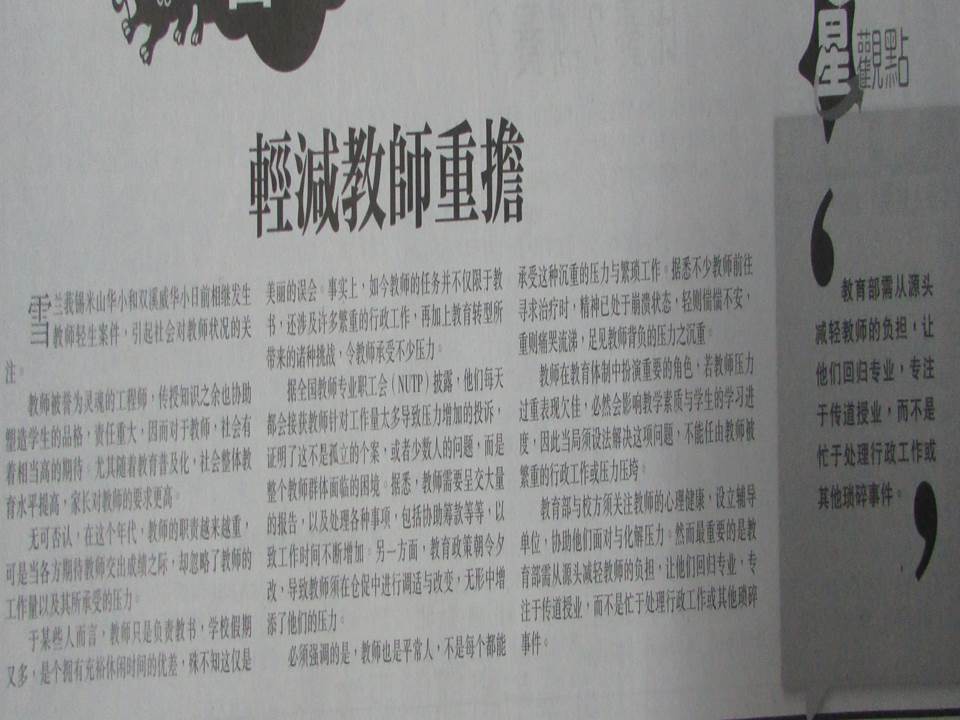 星
觀點
輕減教師重擔
雪兰莪锡米山华小和双溪威华小日前相继发生
教师轻生案件，引起社会对教师状况的关
注。
教师被誉为灵魂的工程师，传授知识之余也协助
塑造学生的品格，责任重大，因而对于教师，社会有
着相当高的期待。尤其随着教育普及化，社会整体教
育水平提高，家长对教师的要求更高。
无可否认，在这个年代，教师的职责越来越重，
可是当各方期待教师交出成绩之际，却忽略了教师的
工作量以及其所承受的压力。
于某些人而言，教师只是负责教书，学校假期
又多，是个拥有充裕休闲时间的优差，殊不知这仅是
美丽的误会。事实上，如今教师的任务并不仅限于教
书，还涉及许多繁重的行政工作，再加上教育转型所
带来的诸种挑战，令教师承受不少压力。
据全国教师专业职工会（NUTP）披露，他们每天
都会接获教师针对工作量太多导致压力增加的投诉，
证明了这不是孤立的个案，或者少数人的问题，而是
整个教师群体面临的困境。据悉，教师需要呈交大量
的报告，以及处理各种事项，包括协助筹款等等，以
致工作时间不断增加。另一方面，教育政策朝令夕
改，导致教师须在仓促中进行调适与改变，无形中增
添了他们的压力。
必须强调的是，教师也是平常人，不是每个都能
承受这种沉重的压力与繁琐工作。据悉不少教师前往
寻求治疗时，精神已处于崩溃状态，轻则惴惴不安，
重则痛哭流涕，足见教师背负的压力之沉重。
教师在教育体制中扮演重要的角色，若教师压力
过重表现欠佳，必然会影响教学素质与学生的学习进
度，因此当局须设法解决这项问题，不能任由教师被
繁重的行政工作或压力压垮。
教育部与校方须关注教师的心理健康，设立辅导
单位，协助他们面对与化解压力。然而最重要的是教
育部需从源头减轻教师的负担，让他们回归专业，专
注于传道授业，而不是忙于处理行政工作或其他琐碎
事件。
教育部需从源头
减轻教师的负担，让
他们回归专业，专注
于传道授业，而不是
忙于处理行政工作或
其他琐碎事件。